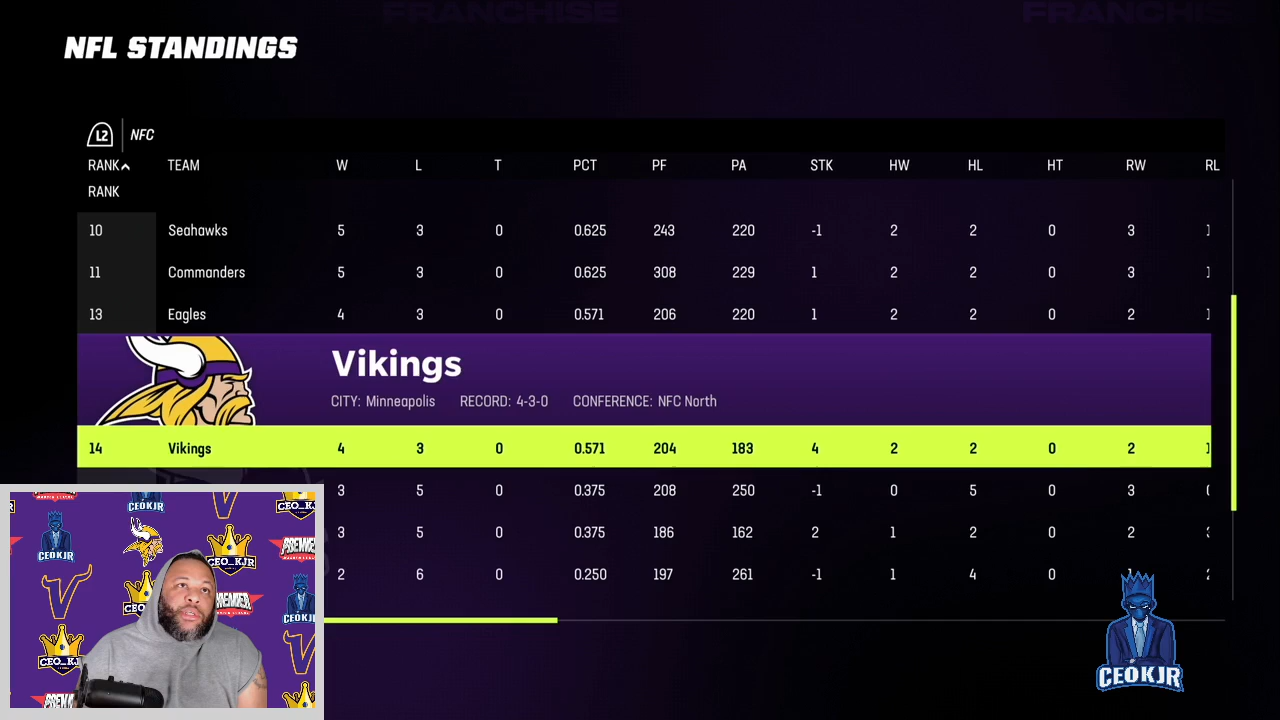 FRANCHISE FRANCHISE
NFL STANDINGS
L2 NFC
RANK TEAM W L T PCT PF PA STK HW HL HT RW RL
RANK
10 Seahawks 5 3 0 0.625 243 220 -1 2 2 0 3
11 Commanders 5 3 0 0.625 308 229 1 2 2 0 3
13 Eagles 4 3 0 0.571 206 220 1 2 2 0 2
Vikings
CITY: Minneapolis RECORD: 4-3-0 CONFERENCE: NFC North
14 Vikings 4 3 0 0.571 204 183 4 2 2 0 2
3 5 0 0.375 208 250 -1 0 5 0 3
3 5 0 0.375 186 162 2 1 2 0 2
2 6 0 0.250 197 261 -1 1 4 0
CEOKJR
CEO_KJR
CEOKJR
CEOKJR